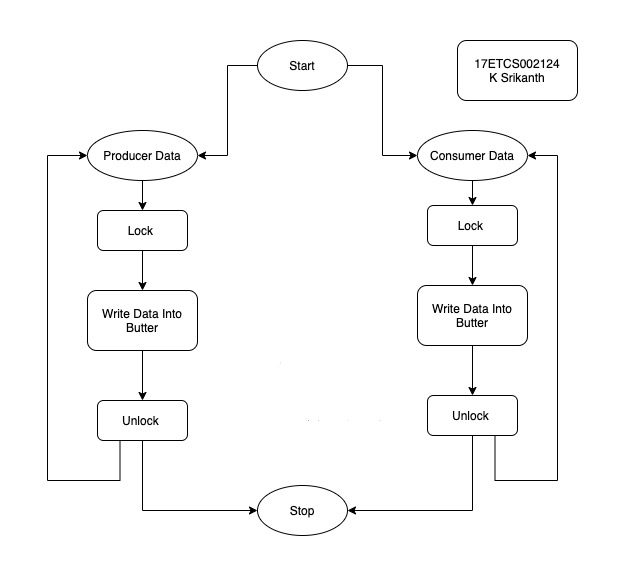 Start
17ETCS002124
K Srikanth
Producer Data
Consumer Data
Lock
Lock
Write Data Into
Butter
Write Data Into
Butter
Unlock
Unlock
Stop